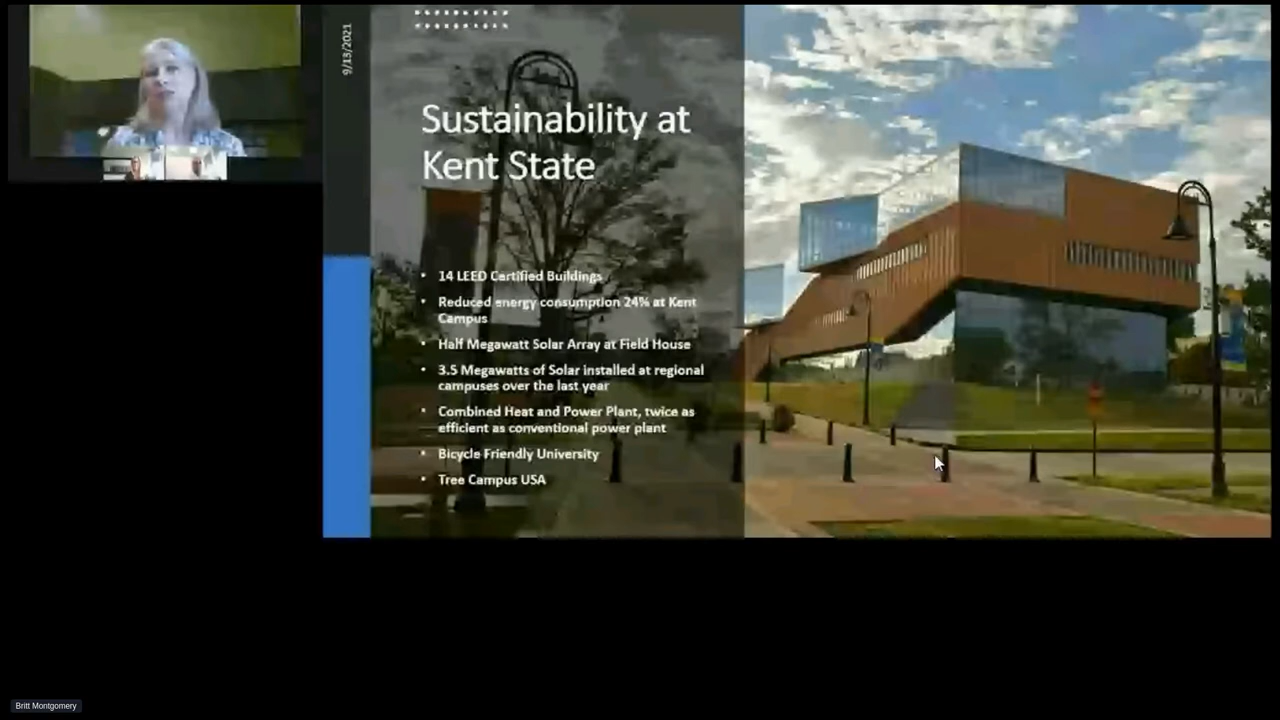 9/13/2021
Sustainability at
Kent State
• 14 LEED Certified Buildings
• Reduced energy consumption 24% at Kent
Campus
• Half Megawatt Solar Array at Field House
• 3.5 Megawatts of Solar installed at regional
campuses over the last year
• Combined Heat and Power Plant, twice as
efficient as conventional power plant
• Bicycle Friendly University
• Tree Campus USA
Britt Montgomery